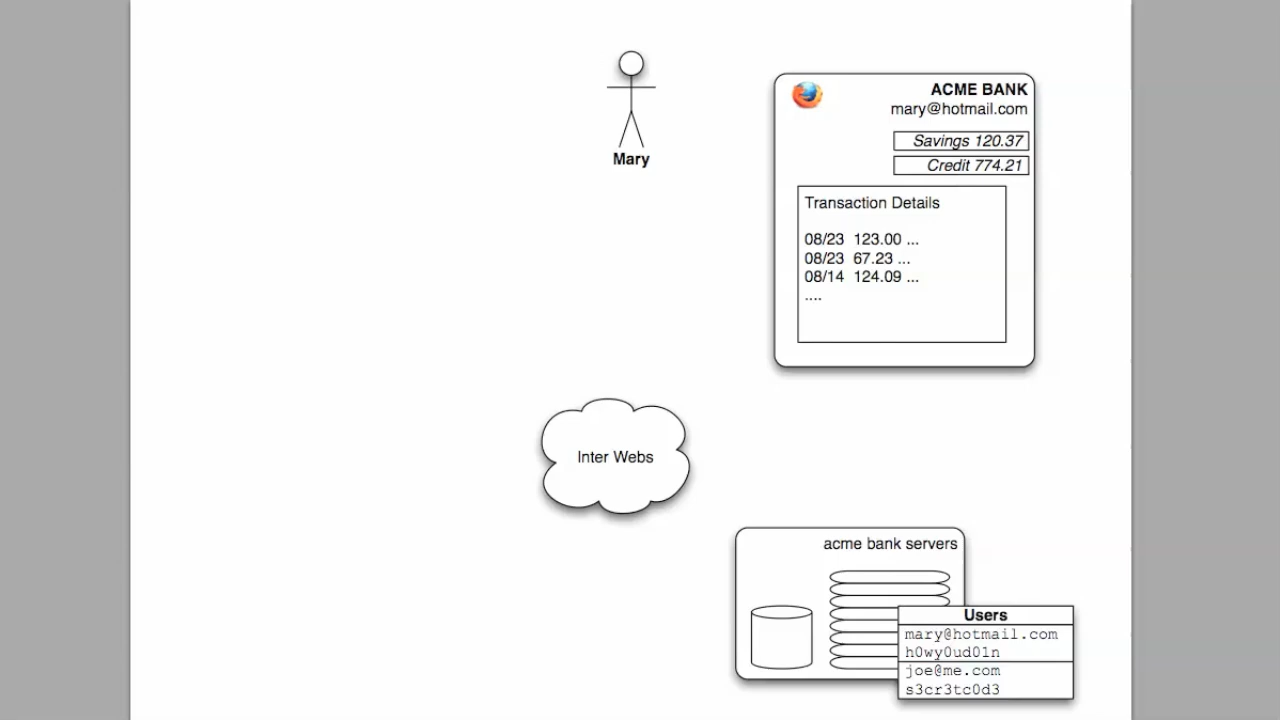 Mary
ACME BANK
mary@hotmail.com
Savings 120.37
Credit 774.21
Transaction Details
08/23 123.00 ...
08/23 67.23 ...
08/14 124.09 ...
....
Inter Webs
acme bank servers
Users
mary@hotmail.com
h0wy0ud01n
joe@me.com
s3cr3tc0d3